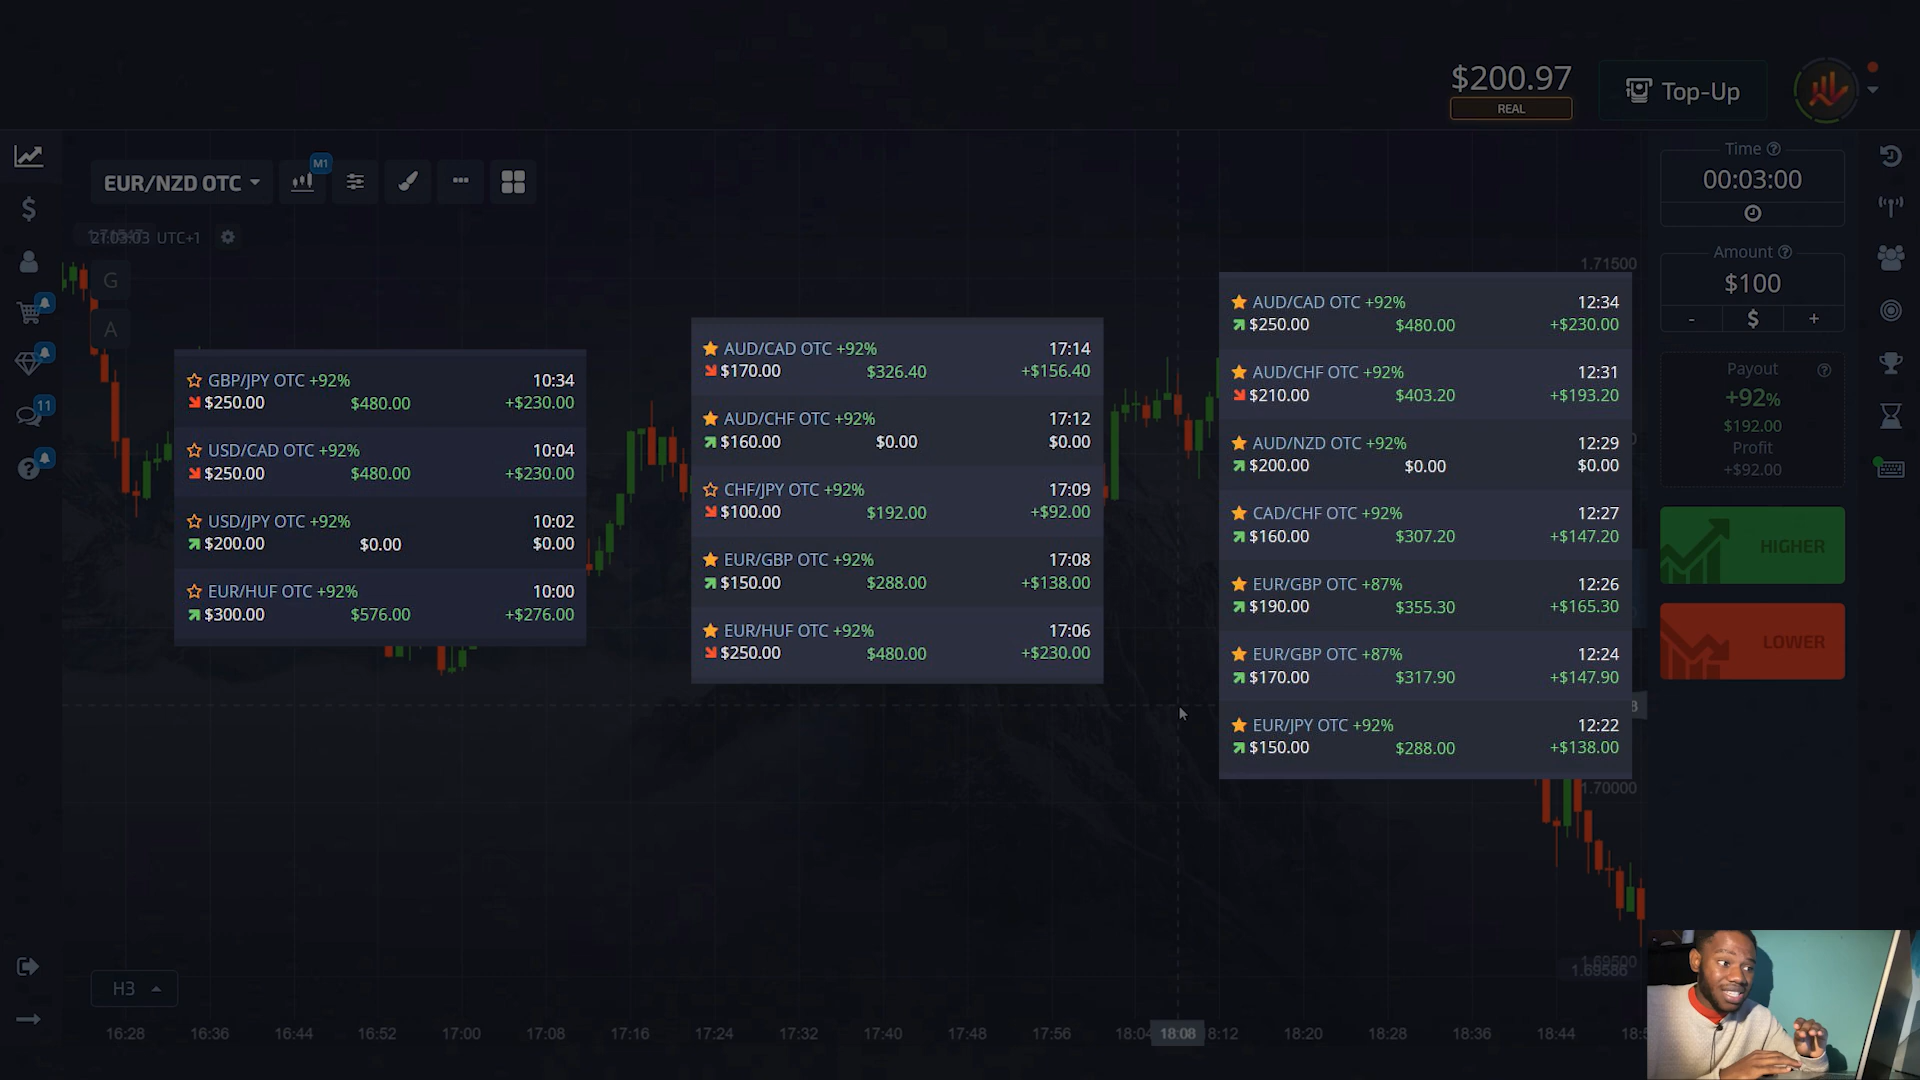 $200.97
REAL
Top-Up
EUR/NZD OTC
M1
21:03:03 UTC+1
G
A
11
GBP/JPY OTC +92% 10:34
$250.00 $480.00 +$230.00
USD/CAD OTC +92% 10:04
$250.00 $480.00 +$230.00
USD/JPY OTC +92% 10:02
$200.00 $0.00 $0.00
EUR/HUF OTC +92% 10:00
$300.00 $576.00 +$276.00
AUD/CAD OTC +92% 17:14
$170.00 $326.40 +$156.40
AUD/CHF OTC +92% 17:12
$160.00 $0.00 $0.00
CHF/JPY OTC +92% 17:09
$100.00 $192.00 +$92.00
EUR/GBP OTC +92% 17:08
$150.00 $288.00 +$138.00
EUR/HUF OTC +92% 17:06
$250.00 $480.00 +$230.00
1.71500
AUD/CAD OTC +92% 12:34
$250.00 $480.00 +$230.00
AUD/CHF OTC +92% 12:31
$210.00 $403.20 +$193.20
AUD/NZD OTC +92% 12:29
$200.00 $0.00 $0.00
CAD/CHF OTC +92% 12:27
$160.00 $307.20 +$147.20
EUR/GBP OTC +87% 12:26
$190.00 $355.30 +$165.30
EUR/GBP OTC +87% 12:24
$170.00 $317.90 +$147.90
EUR/JPY OTC +92% 12:22
$150.00 $288.00 +$138.00
1.70000
1.69500
1.69586
Time
00:03:00
Amount
$100
- $ +
Payout
+92%
$192.00
Profit
+$92.00
HIGHER
LOWER
H3
16:28 16:36 16:44 16:52 17:00 17:08 17:16 17:24 17:32 17:40 17:48 17:56 18:04 18:08 8:12 18:20 18:28 18:36 18:44